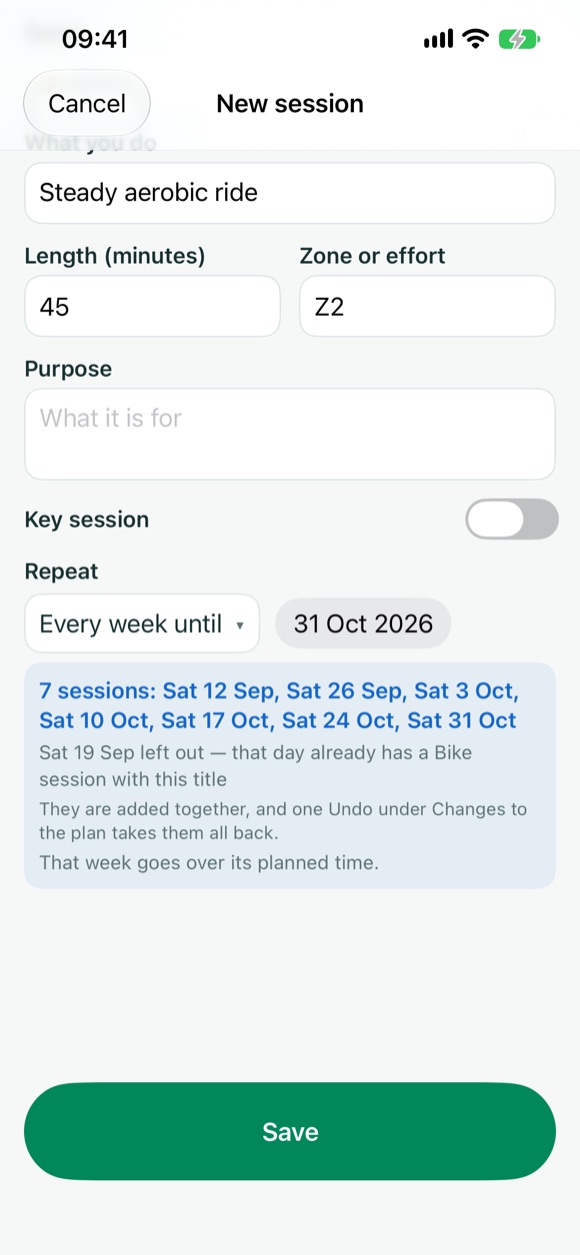 09:41
Cancel
New session
What you do
Steady aerobic ride
Length (minutes)
Zone or effort
45
Z2
Purpose
What it is for
Key session
Repeat
Every week until ▾
31 Oct 2026
7 sessions: Sat 12 Sep, Sat 26 Sep, Sat 3 Oct,
Sat 10 Oct, Sat 17 Oct, Sat 24 Oct, Sat 31 Oct
Sat 19 Sep left out — that day already has a Bike
session with this title
They are added together, and one Undo under Changes to
the plan takes them all back.
That week goes over its planned time.
Save